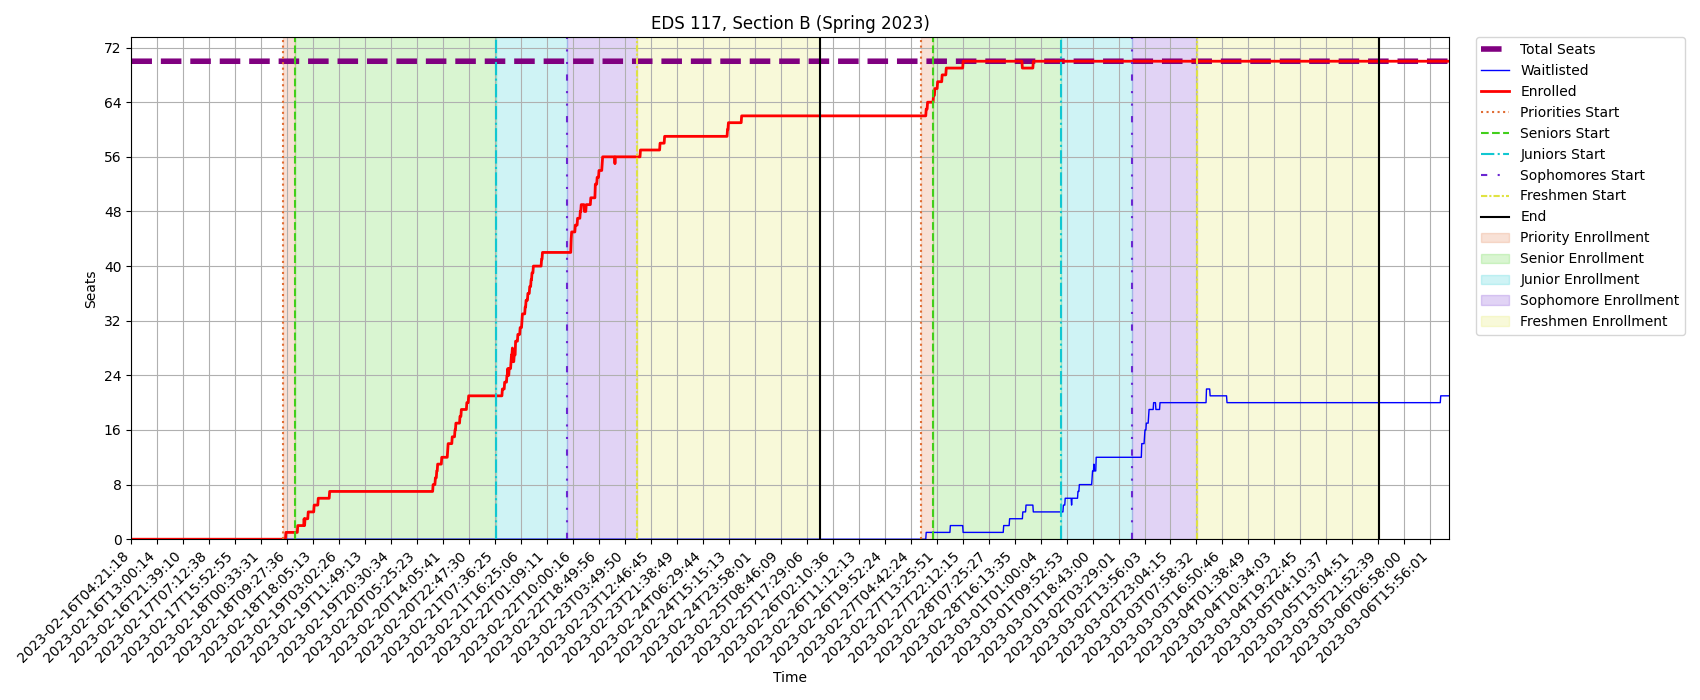 EDS 117, Section B (Spring 2023)
72
64
56
48
40
32
24
16
8
0
Seats
2023-02-16T04:21:18
2023-02-16T13:00:14
2023-02-16T21:39:10
2023-02-17T07:12:38
2023-02-17T15:52:55
2023-02-18T00:33:31
2023-02-18T09:27:36
2023-02-18T18:05:13
2023-02-19T03:02:26
2023-02-19T11:49:13
2023-02-19T20:30:34
2023-02-20T05:25:23
2023-02-20T14:05:41
2023-02-20T22:47:30
2023-02-21T07:36:25
2023-02-21T16:25:06
2023-02-22T01:09:11
2023-02-22T10:00:16
2023-02-22T18:49:56
2023-02-23T03:49:50
2023-02-23T12:46:45
2023-02-23T21:38:49
2023-02-24T06:29:44
2023-02-24T15:15:13
2023-02-24T23:58:01
2023-02-25T08:46:09
2023-02-25T17:29:06
2023-02-26T02:10:36
2023-02-26T11:12:13
2023-02-26T19:52:24
2023-02-27T04:42:24
2023-02-27T13:25:51
2023-02-27T22:12:15
2023-02-28T07:25:27
2023-02-28T16:13:35
2023-03-01T01:00:04
2023-03-01T09:52:53
2023-03-01T18:43:00
2023-03-02T03:29:01
2023-03-02T13:56:03
2023-03-02T23:04:15
2023-03-03T07:58:32
2023-03-03T16:50:46
2023-03-04T01:38:49
2023-03-04T10:34:03
2023-03-04T19:22:45
2023-03-05T04:10:37
2023-03-05T13:04:51
2023-03-05T21:52:39
2023-03-06T06:58:00
2023-03-06T15:56:01
Time
Total Seats
Waitlisted
Enrolled
Priorities Start
Seniors Start
Juniors Start
Sophomores Start
Freshmen Start
End
Priority Enrollment
Senior Enrollment
Junior Enrollment
Sophomore Enrollment
Freshmen Enrollment